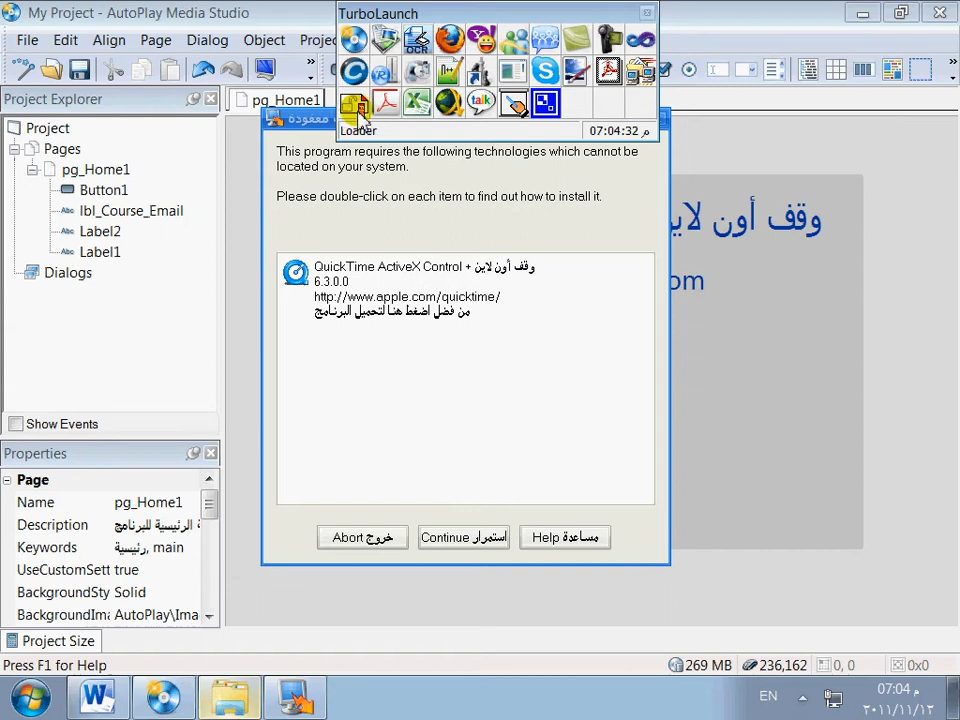 My Project - AutoPlay Media Studio
TurboLaunch
File Edit Align Page Dialog Object Projec
OCR
talk
Loader
م 07:04:32
Project Explorer
pg_Home1
Project
Pages
pg_Home1
Button1
lbl_Course_Email
Label2
Label1
Dialogs
Show Events
Properties
Page
Name pg_Home1
Description الرئيسية للبرنامج
Keywords رئيسية, main
UseCustomSett true
BackgroundSty Solid
BackgroundIma AutoPlay\Ima
مفقودة
This program requires the following technologies which cannot be
located on your system.
Please double-click on each item to find out how to install it.
QuickTime ActiveX Control + وقف أون لاين
6.3.0.0
http://www.apple.com/quicktime/
من فضل اضغط هنا لتحميل البرنامج
Abort خروج
Continue استمرار
Help مساعدة
وقف أون لاين
om
Project Size
Press F1 for Help
269 MB
236,162
0, 0
0x0
EN
07:04 م
٢٠١١/١١/١٢